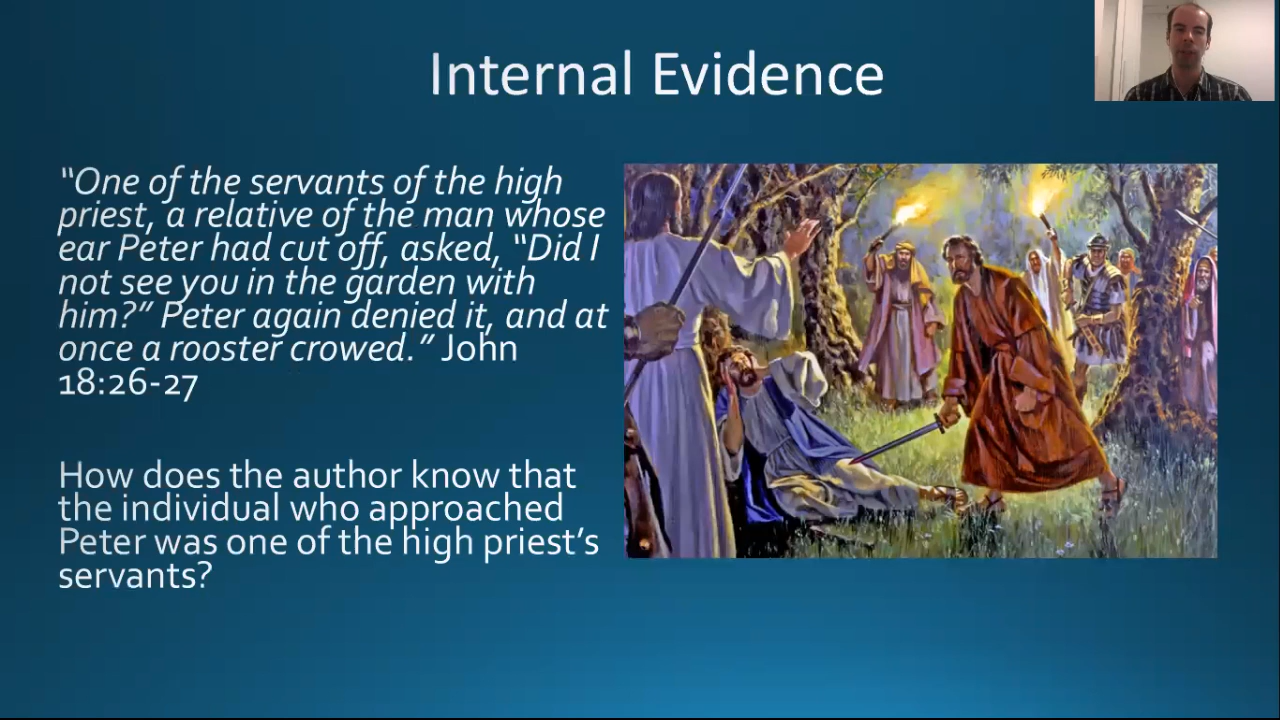 Internal Evidence
“One of the servants of the high
priest, a relative of the man whose
ear Peter had cut off, asked, “Did I
not see you in the garden with
him?” Peter again denied it, and at
once a rooster crowed.” John
18:26-27
How does the author know that
the individual who approached
Peter was one of the high priest’s
servants?